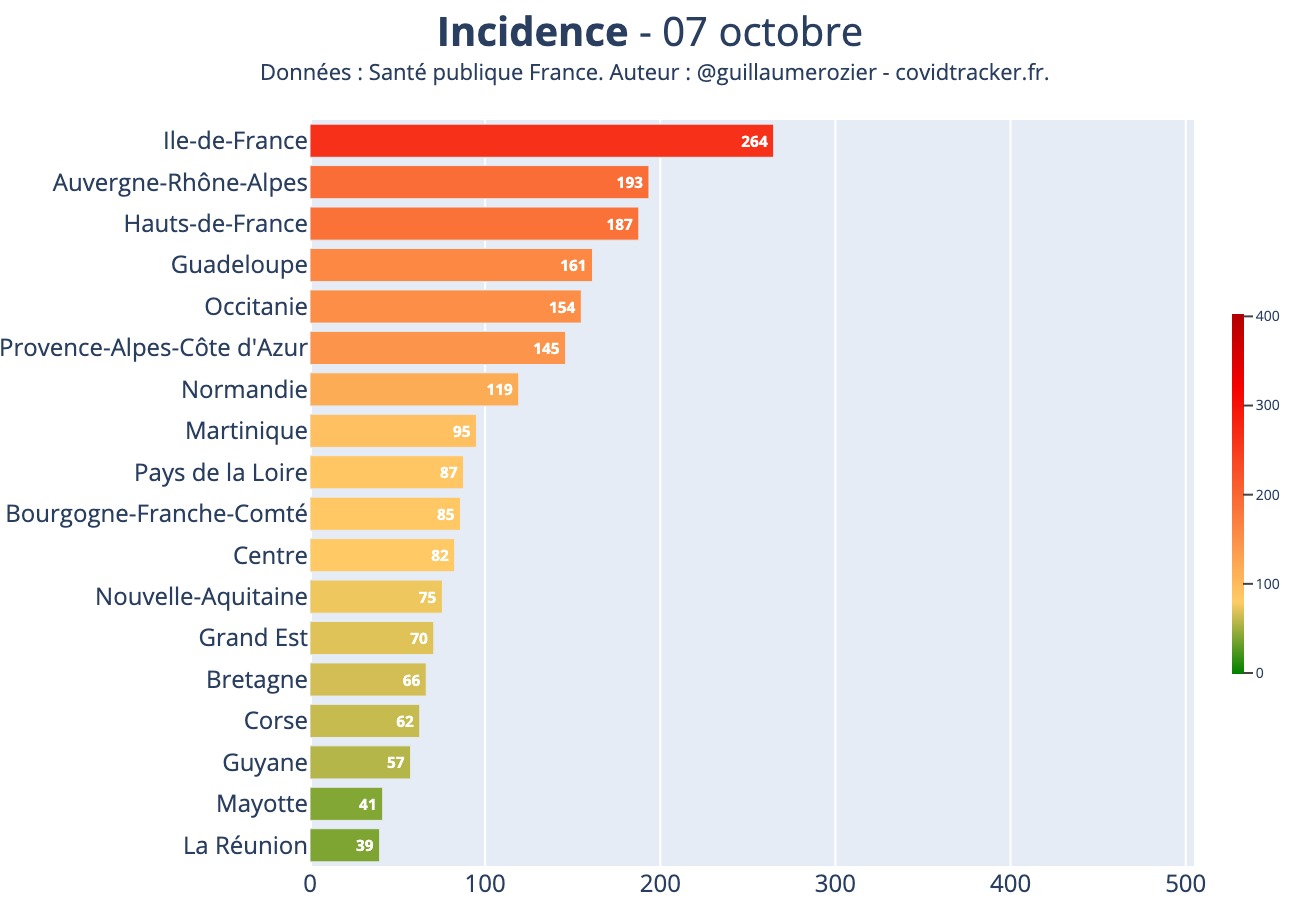 Incidence - 07 octobre
Données : Santé publique France. Auteur : @guillaumerozier - covidtracker.fr.
Ile-de-France 264
Auvergne-Rhône-Alpes 193
Hauts-de-France 187
Guadeloupe 161
Occitanie 154
Provence-Alpes-Côte d'Azur 145
Normandie 119
Martinique 95
Pays de la Loire 87
Bourgogne-Franche-Comté 85
Centre 82
Nouvelle-Aquitaine 75
Grand Est 70
Bretagne 66
Corse 62
Guyane 57
Mayotte 41
La Réunion 39
0 100 200 300 400 500
400
300
200
100
0